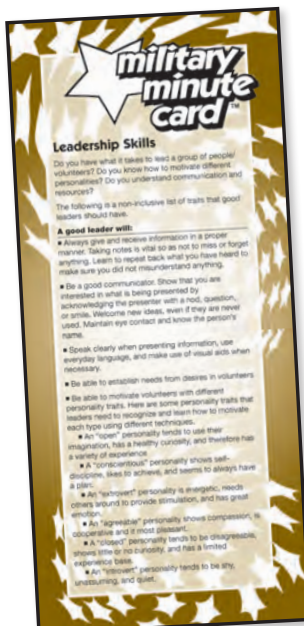 military
minute
card™
Leadership Skills
Do you have what it takes to lead a group of people/
volunteers? Do you know how to motivate different
personalities? Do you understand communication and
resources?
The following is a non-inclusive list of traits that good
leaders should have.
A good leader will:
▪ Always give and receive information in a proper
manner. Taking notes is vital so as not to miss or forget
anything. Learn to repeat back what you have heard to
make sure you did not misunderstand anything.
▪ Be a good communicator. Show that you are
interested in what is being presented by
acknowledging the presenter with a nod, question,
or smile. Welcome new ideas, even if they are never
used. Maintain eye contact and know the person's
name.
▪ Speak clearly when presenting information, use
everyday language, and make use of visual aids when
necessary.
▪ Be able to establish needs from desires in volunteers
▪ Be able to motivate volunteers with different
personality traits. Here are some personality traits that
leaders need to recognize and learn how to motivate
each type using different techniques.
▪ An "open" personality tends to use their
imagination, has a healthy curiosity, and therefore has
a variety of experience
▪ A "conscientious" personality shows self-
discipline, likes to achieve, and seems to always have
a plan.
▪ An "extrovert" personality is energetic, needs
others around to provide stimulation, and has great
emotion.
▪ An "agreeable" personality shows compassion, is
cooperative and it most pleasant.
▪ A "closed" personality tends to be disagreeable,
shows little or no curiosity, and has a limited
experience base.
▪ An "introvert" personality tends to be shy,
unassuming, and quiet.